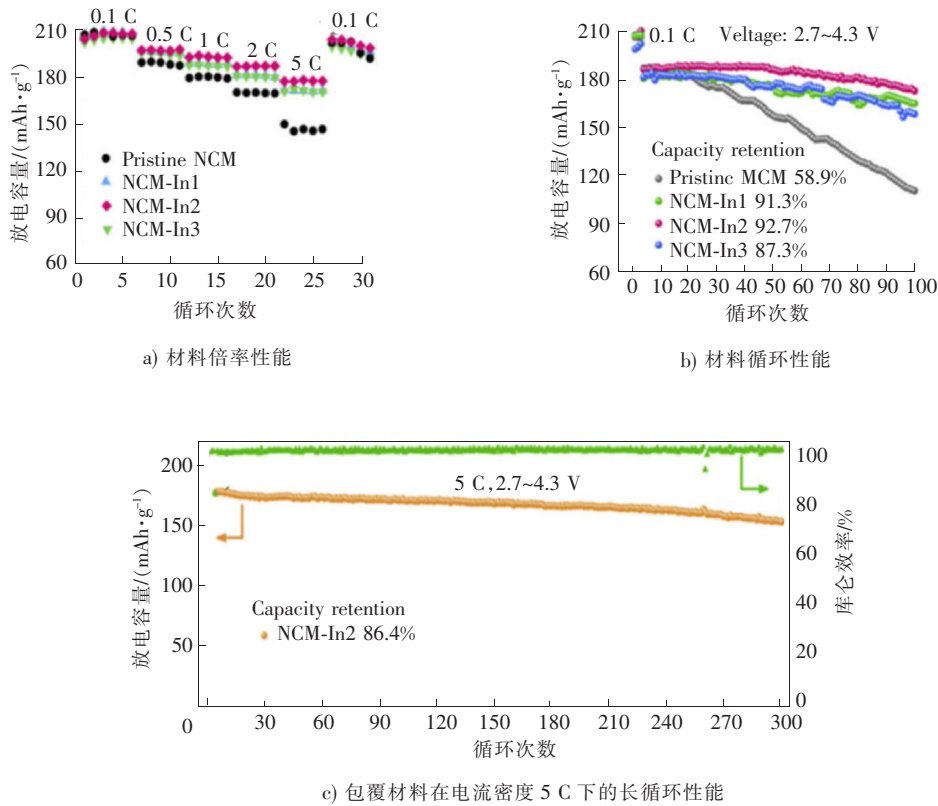 210
180
150
120
90
60
放电容量/(mAh·g⁻¹)
0.1 C
0.5 C
1 C
2 C
5 C
0.1 C
Pristine NCM
NCM-In1
NCM-In2
NCM-In3
0 5 10 15 20 25 30
循环次数
a) 材料倍率性能
210
180
150
120
90
60
放电容量/(mAh·g⁻¹)
0.1 C Veltage: 2.7~4.3 V
Capacity retention
Pristinc MCM 58.9%
NCM-In1 91.3%
NCM-In2 92.7%
NCM-In3 87.3%
0 10 20 30 40 50 60 70 80 90 100
循环次数
b) 材料循环性能
200
150
100
50
放电容量/(mAh·g⁻¹)
5 C,2.7~4.3 V
Capacity retention
NCM-In2 86.4%
100
80
60
40
20
0
库仑效率/%
0 30 60 90 120 150 180 210 240 270 300
循环次数
c) 包覆材料在电流密度 5 C 下的长循环性能